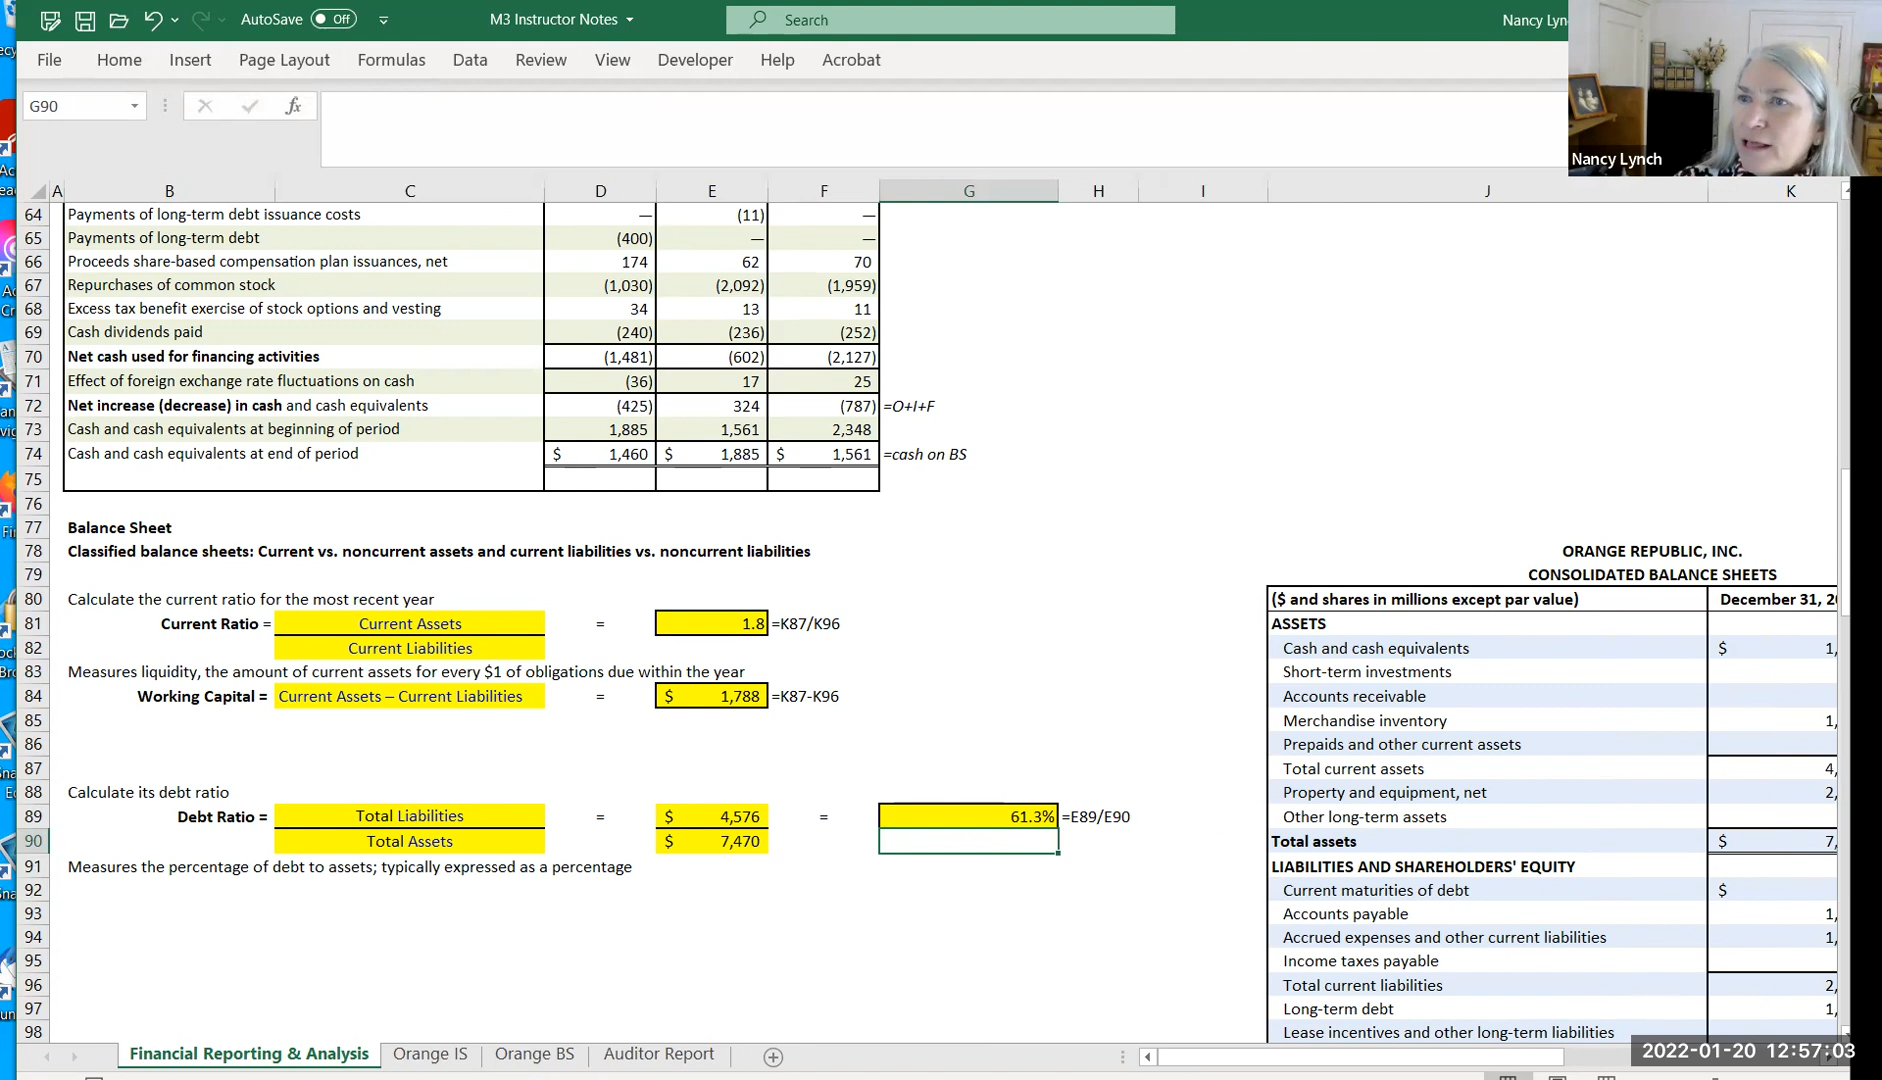 AutoSave Off
M3 Instructor Notes
Search
Nancy Lyn
File Home Insert Page Layout Formulas Data Review View Developer Help Acrobat
Nancy Lynch
G90 fx
A B C D E F G H I J K
64 Payments of long-term debt issuance costs — (11) —
65 Payments of long-term debt (400) — —
66 Proceeds share-based compensation plan issuances, net 174 62 70
67 Repurchases of common stock (1,030) (2,092) (1,959)
68 Excess tax benefit exercise of stock options and vesting 34 13 11
69 Cash dividends paid (240) (236) (252)
70 Net cash used for financing activities (1,481) (602) (2,127)
71 Effect of foreign exchange rate fluctuations on cash (36) 17 25
72 Net increase (decrease) in cash and cash equivalents (425) 324 (787) =O+I+F
73 Cash and cash equivalents at beginning of period 1,885 1,561 2,348
74 Cash and cash equivalents at end of period $ 1,460 $ 1,885 $ 1,561 =cash on BS
75
76
77 Balance Sheet
78 Classified balance sheets: Current vs. noncurrent assets and current liabilities vs. noncurrent liabilities ORANGE REPUBLIC, INC.
79 CONSOLIDATED BALANCE SHEETS
80 Calculate the current ratio for the most recent year ($ and shares in millions except par value) December 31, 20
81 Current Ratio = Current Assets = 1.8 =K87/K96 ASSETS
82 Current Liabilities Cash and cash equivalents $ 1,
83 Measures liquidity, the amount of current assets for every $1 of obligations due within the year Short-term investments
84 Working Capital = Current Assets – Current Liabilities = $ 1,788 =K87-K96 Accounts receivable
85 Merchandise inventory 1,
86 Prepaids and other current assets
87 Total current assets 4,
88 Calculate its debt ratio Property and equipment, net 2,
89 Debt Ratio = Total Liabilities = $ 4,576 = 61.3% =E89/E90 Other long-term assets
90 Total Assets $ 7,470 Total assets $ 7,
91 Measures the percentage of debt to assets; typically expressed as a percentage LIABILITIES AND SHAREHOLDERS' EQUITY
92 Current maturities of debt $
93 Accounts payable 1,
94 Accrued expenses and other current liabilities 1,
95 Income taxes payable
96 Total current liabilities 2,
97 Long-term debt 1,
98 Lease incentives and other long-term liabilities
Financial Reporting & Analysis Orange IS Orange BS Auditor Report
2022-01-20 12:57:03